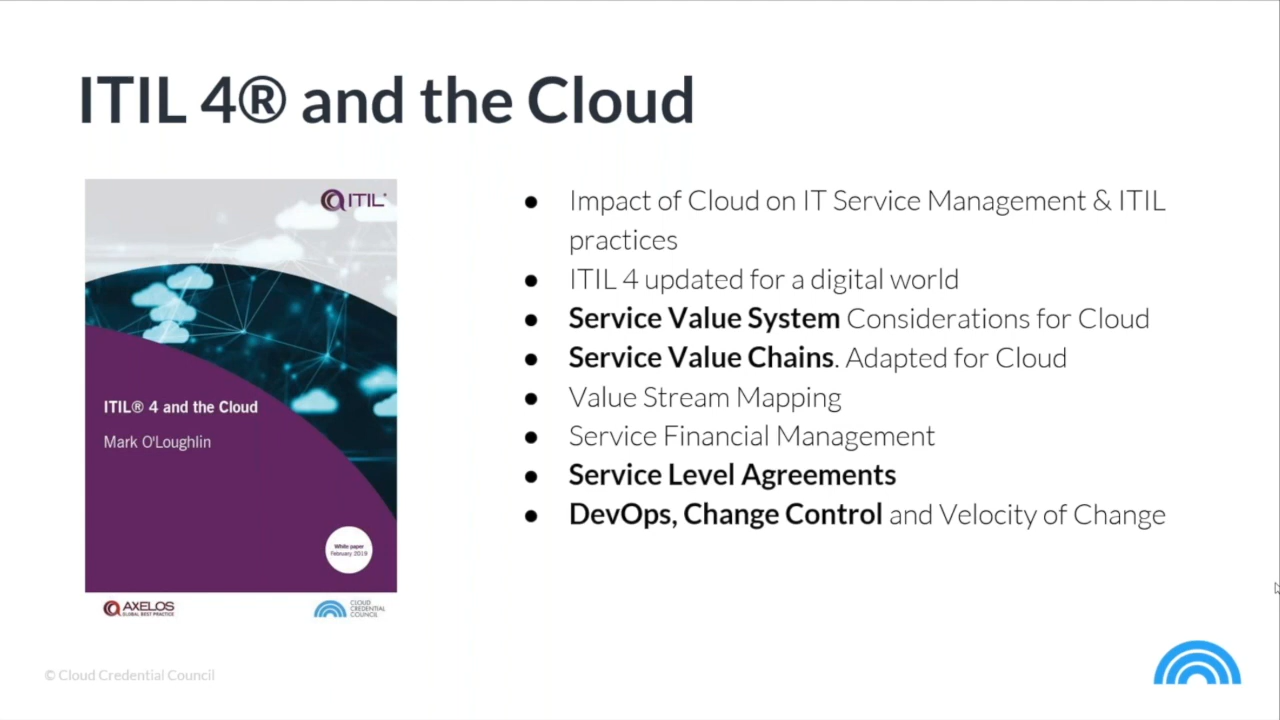 ITIL 4® and the Cloud
ITIL®
ITIL® 4 and the Cloud
Mark O'Loughlin
White paper
February 2019
AXELOS
GLOBAL BEST PRACTICE
CLOUD
CREDENTIAL
COUNCIL
● Impact of Cloud on IT Service Management & ITIL
practices
● ITIL 4 updated for a digital world
● Service Value System Considerations for Cloud
● Service Value Chains. Adapted for Cloud
● Value Stream Mapping
● Service Financial Management
● Service Level Agreements
● DevOps, Change Control and Velocity of Change
© Cloud Credential Council